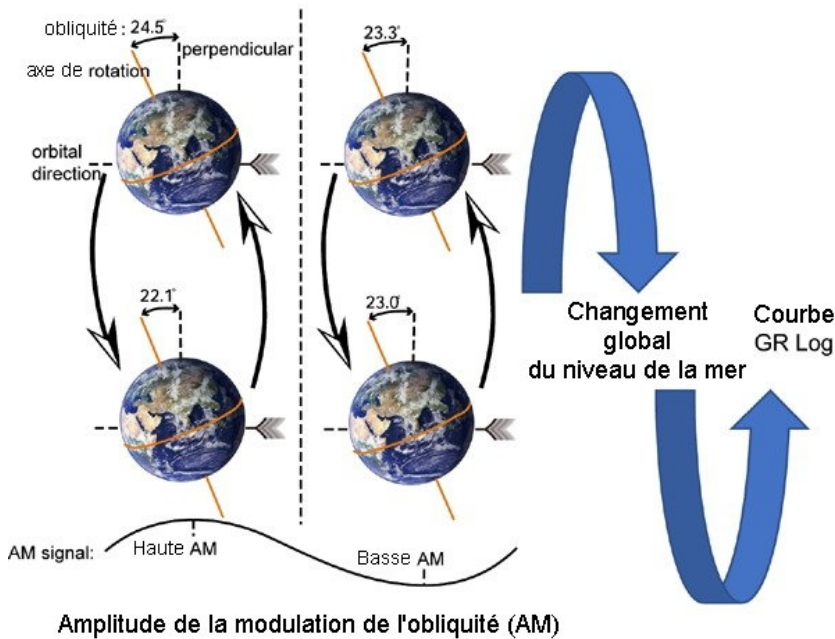 obliquité : 24.5°
perpendicular
axe de rotation
orbital
direction
23.3°
22.1°
23.0°
Changement
global
du niveau de la mer
Courbe
GR Log
AM signal:
Haute AM
Basse AM
Amplitude de la modulation de l'obliquité (AM)